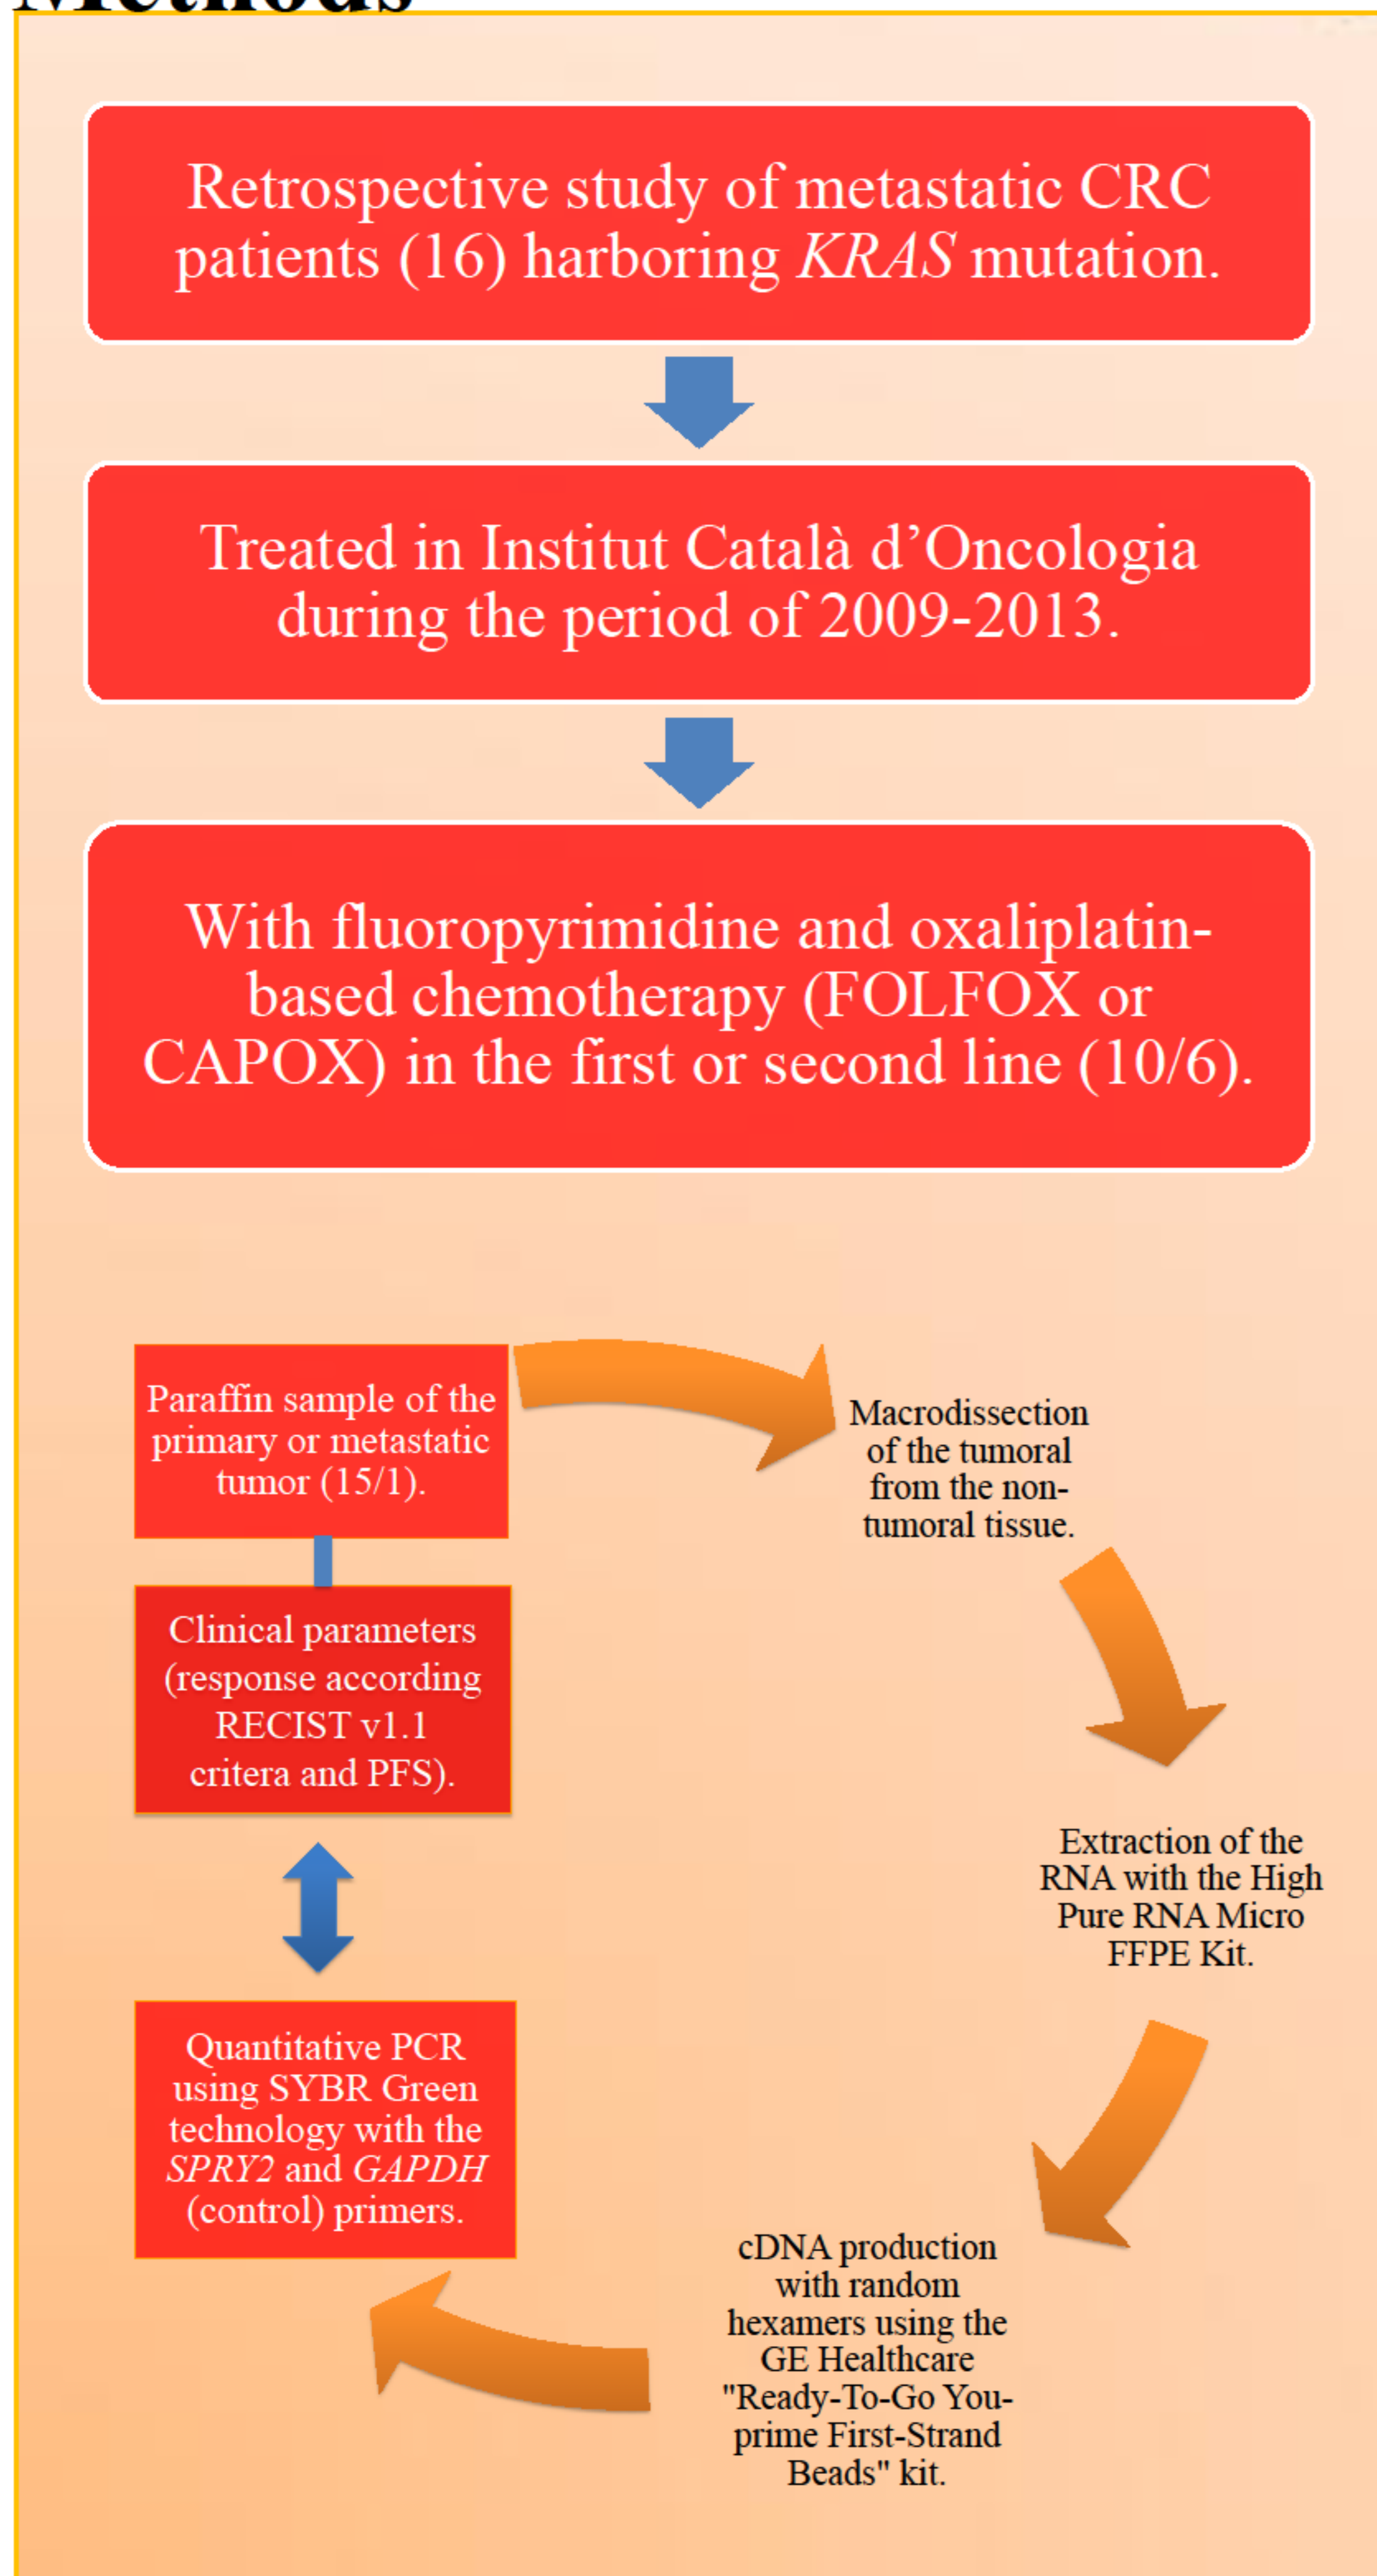 Methods
Retrospective study of metastatic CRC
patients (16) harboring KRAS mutation.
Treated in Institut Català d’Oncologia
during the period of 2009-2013.
With fluoropyrimidine and oxaliplatin-
based chemotherapy (FOLFOX or
CAPOX) in the first or second line (10/6).
Paraffin sample of the
primary or metastatic
tumor (15/1).
Macrodissection
of the tumoral
from the non-
tumoral tissue.
Clinical parameters
(response according
RECIST v1.1
critera and PFS).
Extraction of the
RNA with the High
Pure RNA Micro
FFPE Kit.
Quantitative PCR
using SYBR Green
technology with the
SPRY2 and GAPDH
(control) primers.
cDNA production
with random
hexamers using the
GE Healthcare
"Ready-To-Go You-
prime First-Strand
Beads" kit.